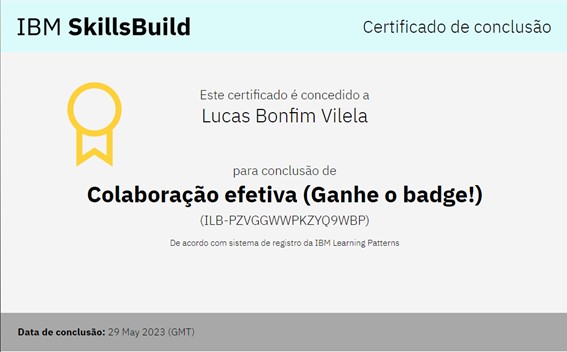 IBM SkillsBuild
Certificado de conclusão
Este certificado é concedido a
Lucas Bonfim Vilela
para conclusão de
Colaboração efetiva (Ganhe o badge!)
(ILB-PZVGGWWPKZYQ9WBP)
De acordo com sistema de registro da IBM Learning Patterns
Data de conclusão: 29 May 2023 (GMT)